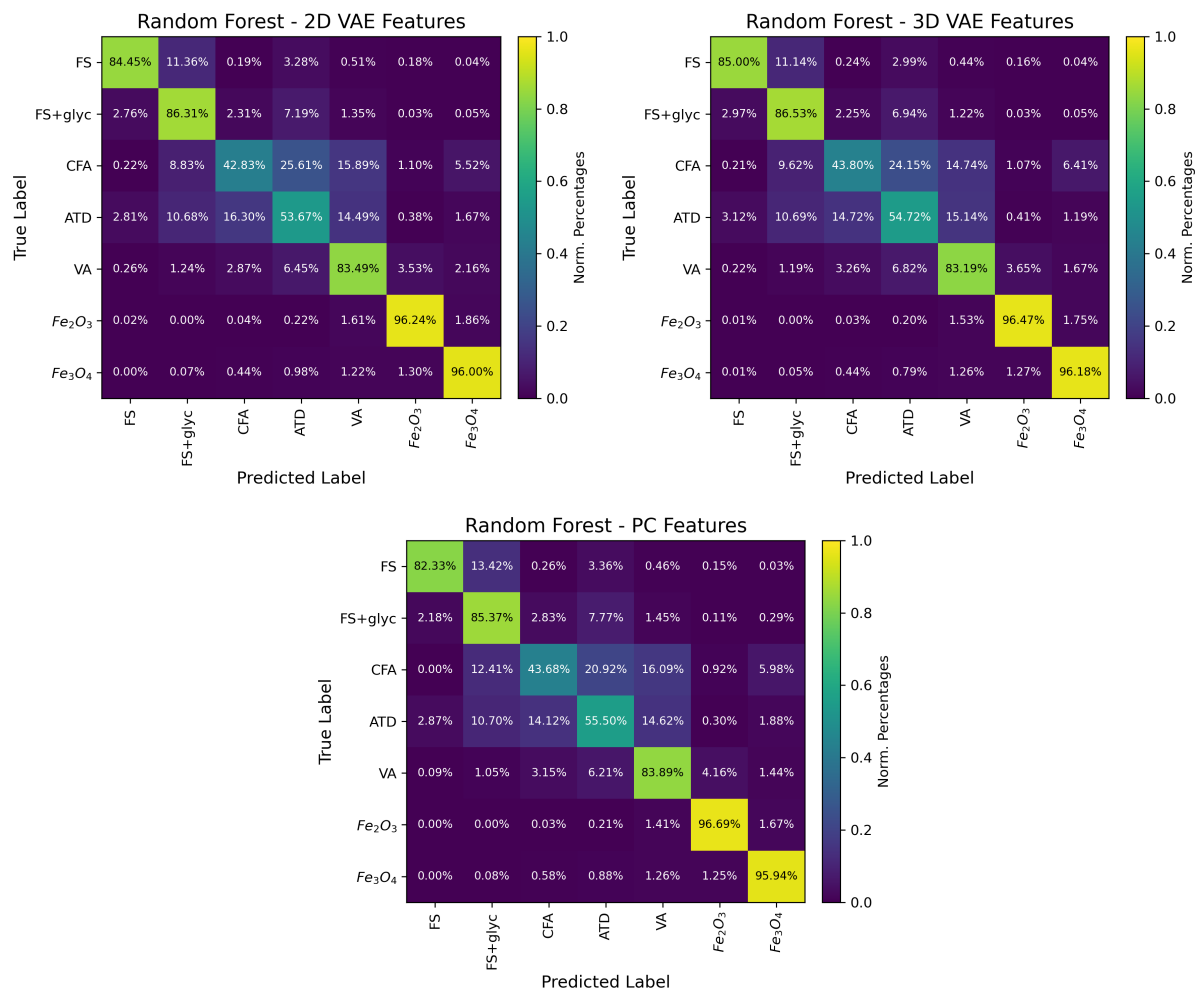 Random Forest - 2D VAE Features
True Label
FS 84.45% 11.36% 0.19% 3.28% 0.51% 0.18% 0.04%
FS+glyc 2.76% 86.31% 2.31% 7.19% 1.35% 0.03% 0.05%
CFA 0.22% 8.83% 42.83% 25.61% 15.89% 1.10% 5.52%
ATD 2.81% 10.68% 16.30% 53.67% 14.49% 0.38% 1.67%
VA 0.26% 1.24% 2.87% 6.45% 83.49% 3.53% 2.16%
Fe₂O₃ 0.02% 0.00% 0.04% 0.22% 1.61% 96.24% 1.86%
Fe₃O₄ 0.00% 0.07% 0.44% 0.98% 1.22% 1.30% 96.00%
FS FS+glyc CFA ATD VA Fe₂O₃ Fe₃O₄
Predicted Label
1.0
0.8
0.6
0.4
0.2
0.0
Norm. Percentages
Random Forest - 3D VAE Features
True Label
FS 85.00% 11.14% 0.24% 2.99% 0.44% 0.16% 0.04%
FS+glyc 2.97% 86.53% 2.25% 6.94% 1.22% 0.03% 0.05%
CFA 0.21% 9.62% 43.80% 24.15% 14.74% 1.07% 6.41%
ATD 3.12% 10.69% 14.72% 54.72% 15.14% 0.41% 1.19%
VA 0.22% 1.19% 3.26% 6.82% 83.19% 3.65% 1.67%
Fe₂O₃ 0.01% 0.00% 0.03% 0.20% 1.53% 96.47% 1.75%
Fe₃O₄ 0.01% 0.05% 0.44% 0.79% 1.26% 1.27% 96.18%
FS FS+glyc CFA ATD VA Fe₂O₃ Fe₃O₄
Predicted Label
1.0
0.8
0.6
0.4
0.2
0.0
Norm. Percentages
Random Forest - PC Features
True Label
FS 82.33% 13.42% 0.26% 3.36% 0.46% 0.15% 0.03%
FS+glyc 2.18% 85.37% 2.83% 7.77% 1.45% 0.11% 0.29%
CFA 0.00% 12.41% 43.68% 20.92% 16.09% 0.92% 5.98%
ATD 2.87% 10.70% 14.12% 55.50% 14.62% 0.30% 1.88%
VA 0.09% 1.05% 3.15% 6.21% 83.89% 4.16% 1.44%
Fe₂O₃ 0.00% 0.00% 0.03% 0.21% 1.41% 96.69% 1.67%
Fe₃O₄ 0.00% 0.08% 0.58% 0.88% 1.26% 1.25% 95.94%
FS FS+glyc CFA ATD VA Fe₂O₃ Fe₃O₄
Predicted Label
1.0
0.8
0.6
0.4
0.2
0.0
Norm. Percentages